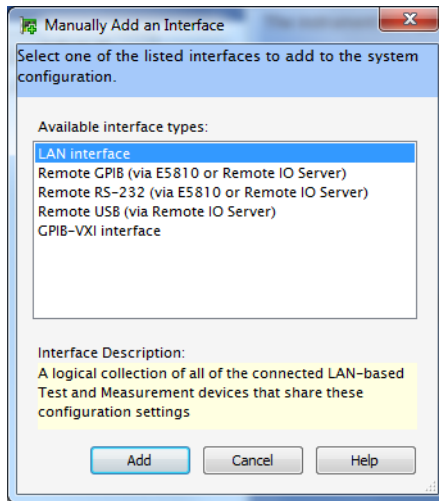 Manually Add an Interface
Select one of the listed interfaces to add to the system
configuration.
Available interface types:
LAN interface
Remote GPIB (via E5810 or Remote IO Server)
Remote RS-232 (via E5810 or Remote IO Server)
Remote USB (via Remote IO Server)
GPIB-VXI interface
Interface Description:
A logical collection of all of the connected LAN-based
Test and Measurement devices that share these
configuration settings
Add Cancel Help